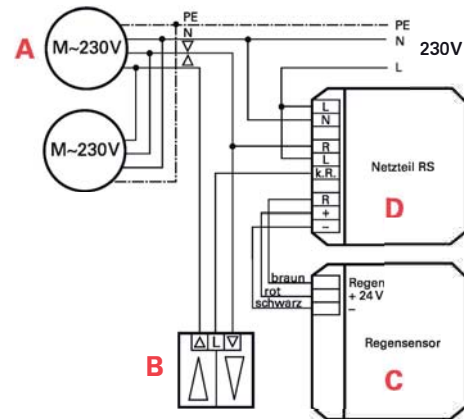 PE
N
PE
N
L
230V
A
M~230V
M~230V
L
N
R
L
k.R.
R
+
–
Netzteil RS
D
braun
rot
schwarz
Regen
+ 24 V
–
Regensensor
C
B
L